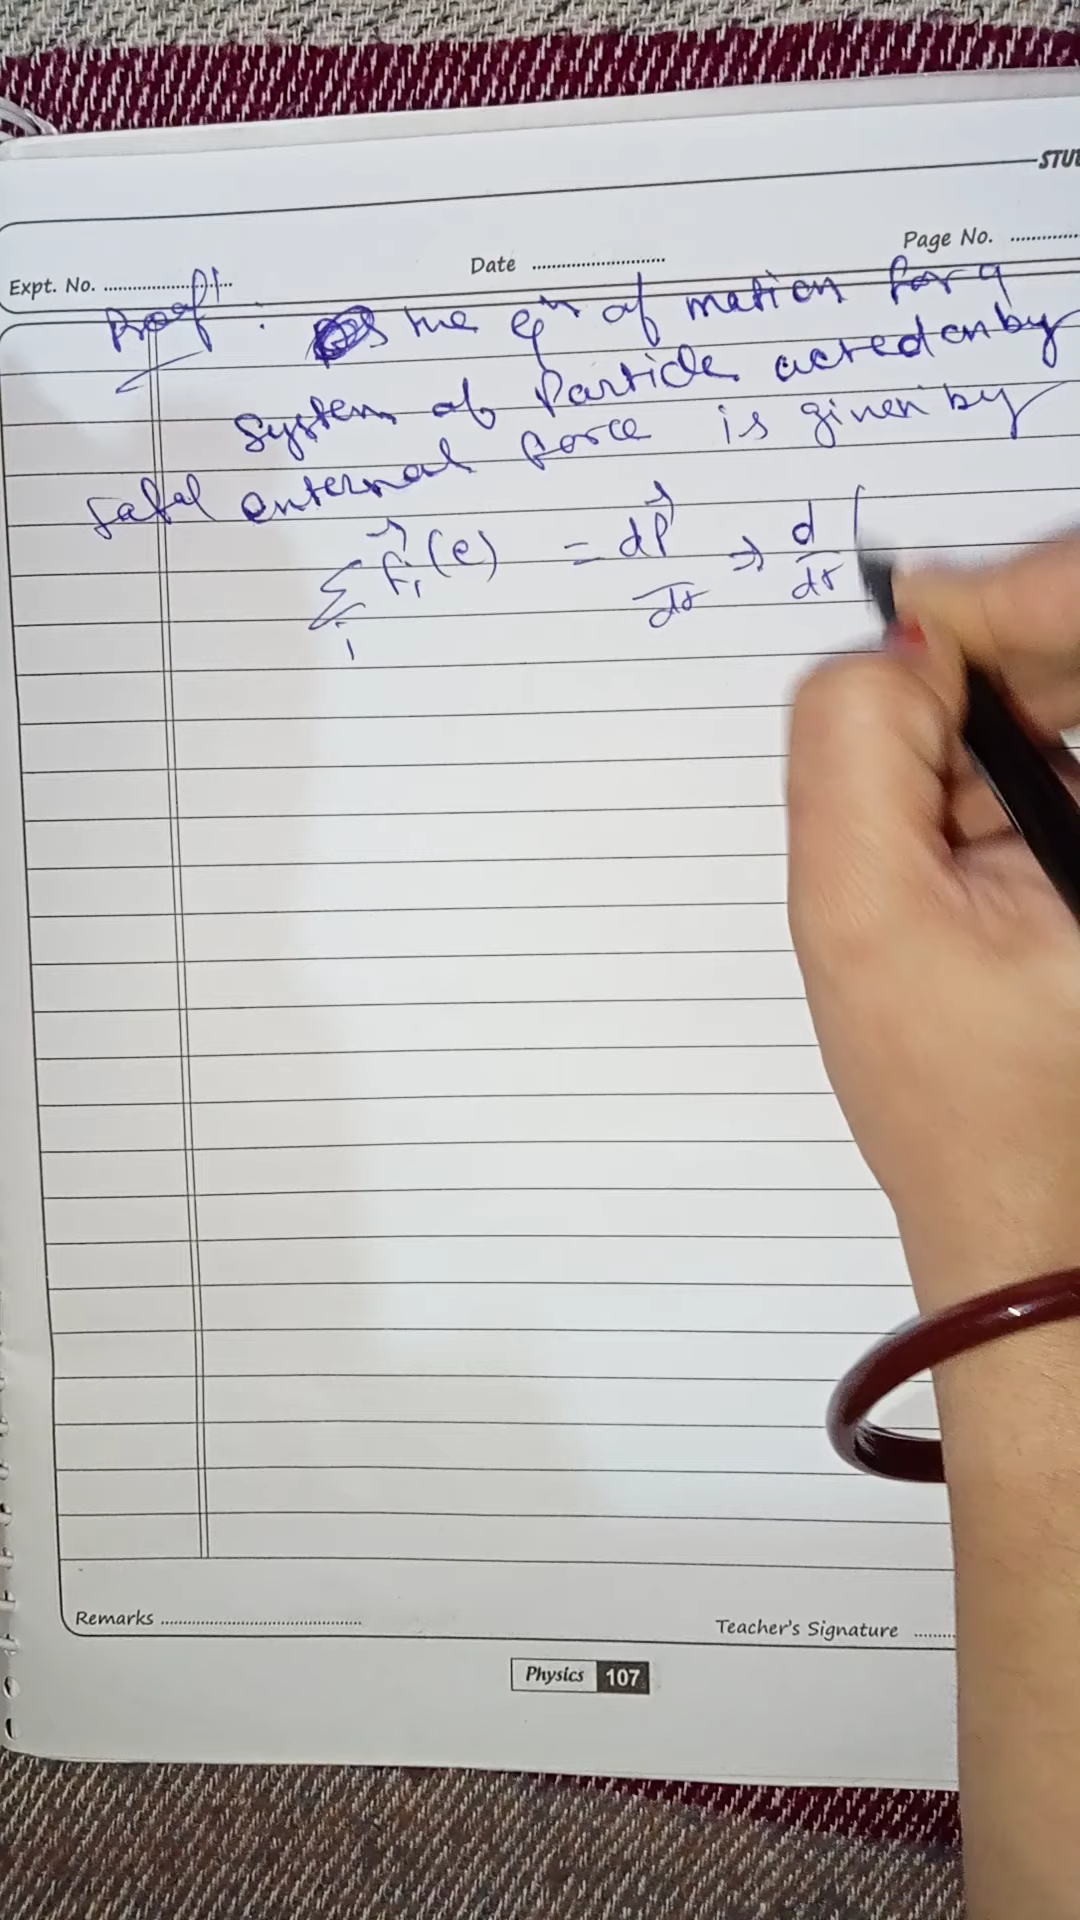 STU
Page No. ..............
Date ..............................
Expt. No. ..............................
Proof : the eqn of motion for a
System of Particle acted on by
total external force is given by
∑i F⃗i(e) = dP⃗/dt ⇒ d/dt (
Remarks ..............................................
Teacher's Signature .........
Physics 107